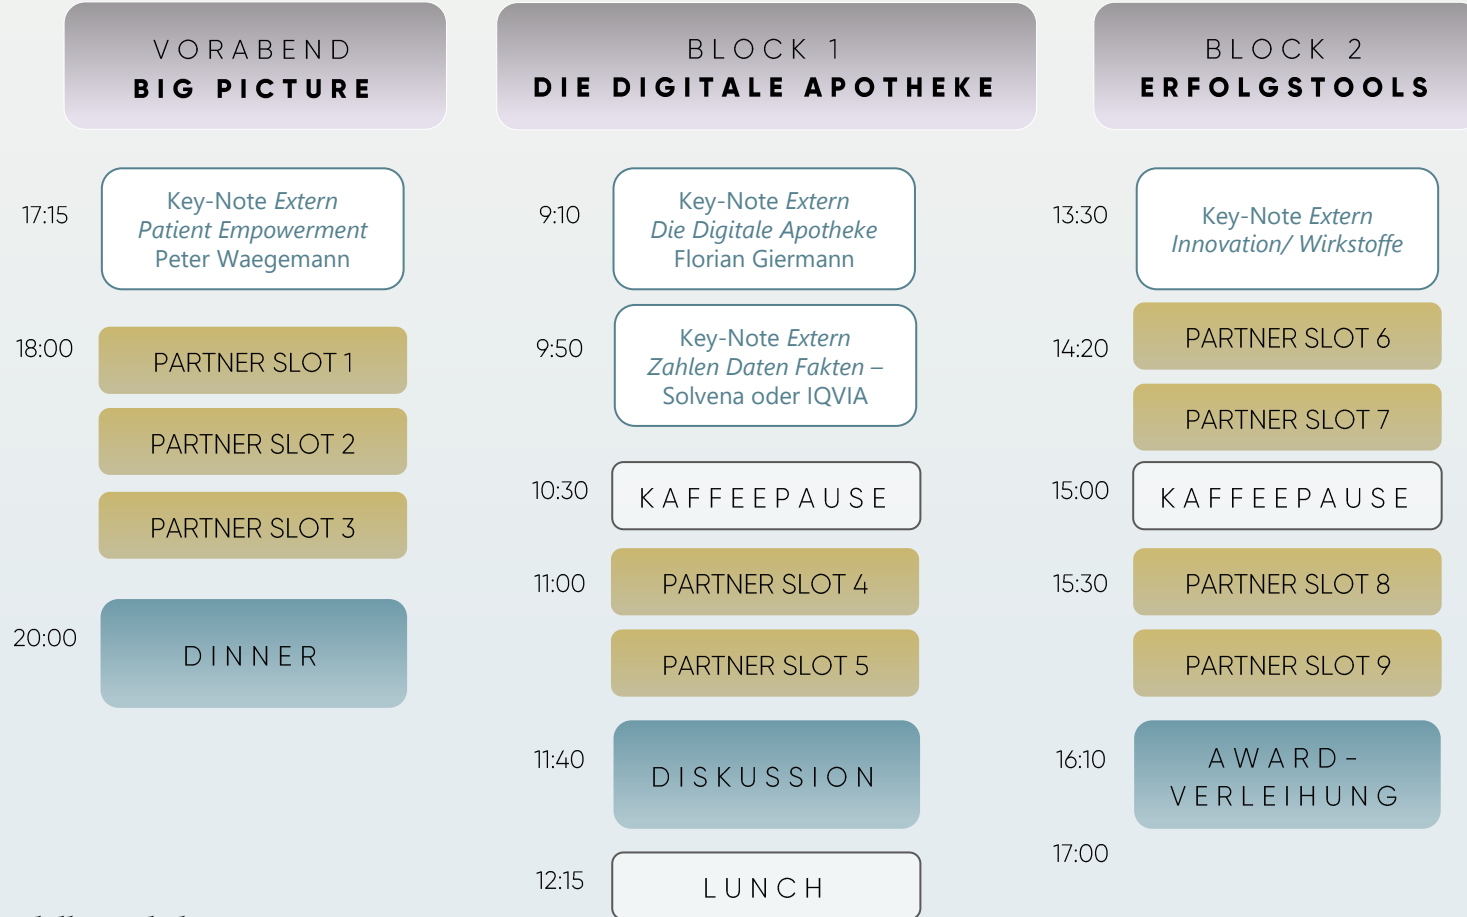 VORABEND
BIG PICTURE
17:15
Key-Note Extern
Patient Empowerment
Peter Waegemann
18:00
PARTNER SLOT 1
PARTNER SLOT 2
PARTNER SLOT 3
20:00
DINNER
BLOCK 1
DIE DIGITALE APOTHEKE
9:10
Key-Note Extern
Die Digitale Apotheke
Florian Giermann
9:50
Key-Note Extern
Zahlen Daten Fakten –
Solvena oder IQVIA
10:30
KAFFEEPAUSE
11:00
PARTNER SLOT 4
PARTNER SLOT 5
11:40
DISKUSSION
12:15
LUNCH
BLOCK 2
ERFOLGSTOOLS
13:30
Key-Note Extern
Innovation/ Wirkstoffe
14:20
PARTNER SLOT 6
PARTNER SLOT 7
15:00
KAFFEEPAUSE
15:30
PARTNER SLOT 8
PARTNER SLOT 9
16:10
AWARD-
VERLEIHUNG
17:00